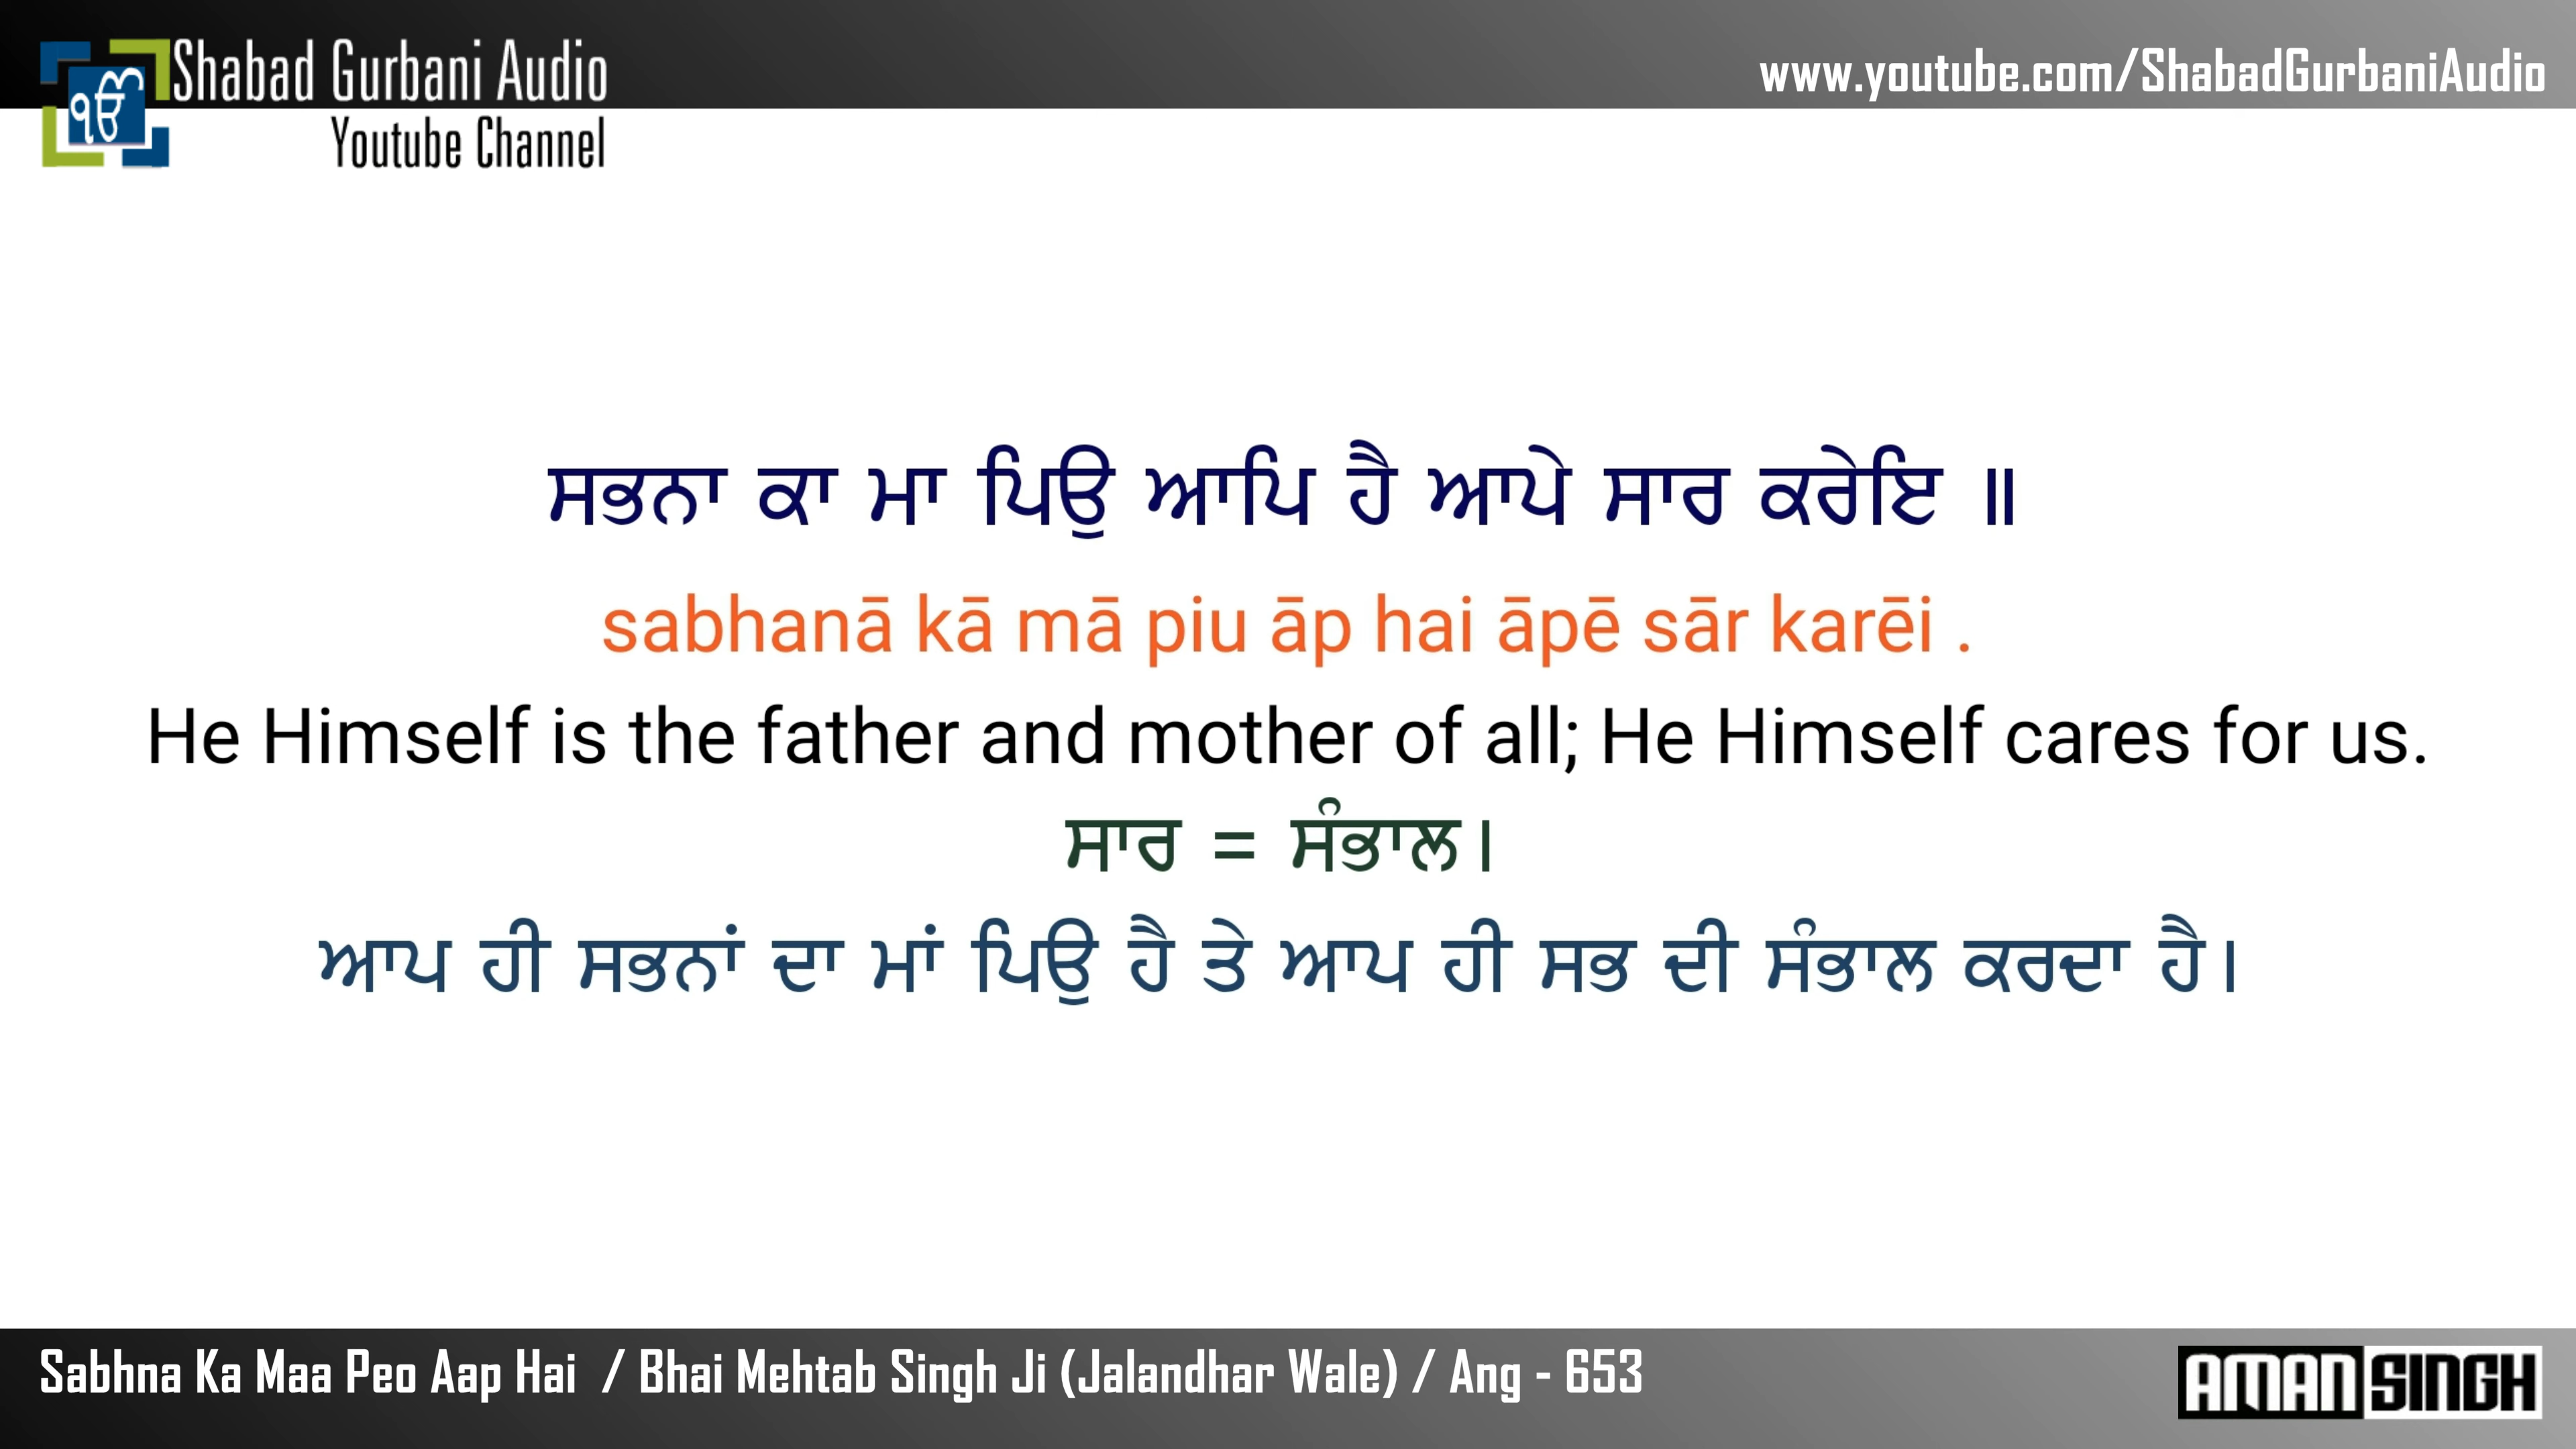 Shabad Gurbani Audio
Youtube Channel
www.youtube.com/ShabadGurbaniAudio
ੴ
ਸਭਨਾ ਕਾ ਮਾ ਪਿਉ ਆਪਿ ਹੈ ਆਪੇ ਸਾਰ ਕਰੇਇ ॥
sabhanā kā mā piu āp hai āpē sār karēi .
He Himself is the father and mother of all; He Himself cares for us.
ਸਾਰ = ਸੰਭਾਲ।
ਆਪ ਹੀ ਸਭਨਾਂ ਦਾ ਮਾਂ ਪਿਉ ਹੈ ਤੇ ਆਪ ਹੀ ਸਭ ਦੀ ਸੰਭਾਲ ਕਰਦਾ ਹੈ।
Sabhna Ka Maa Peo Aap Hai / Bhai Mehtab Singh Ji (Jalandhar Wale) / Ang - 653
AMAN SINGH